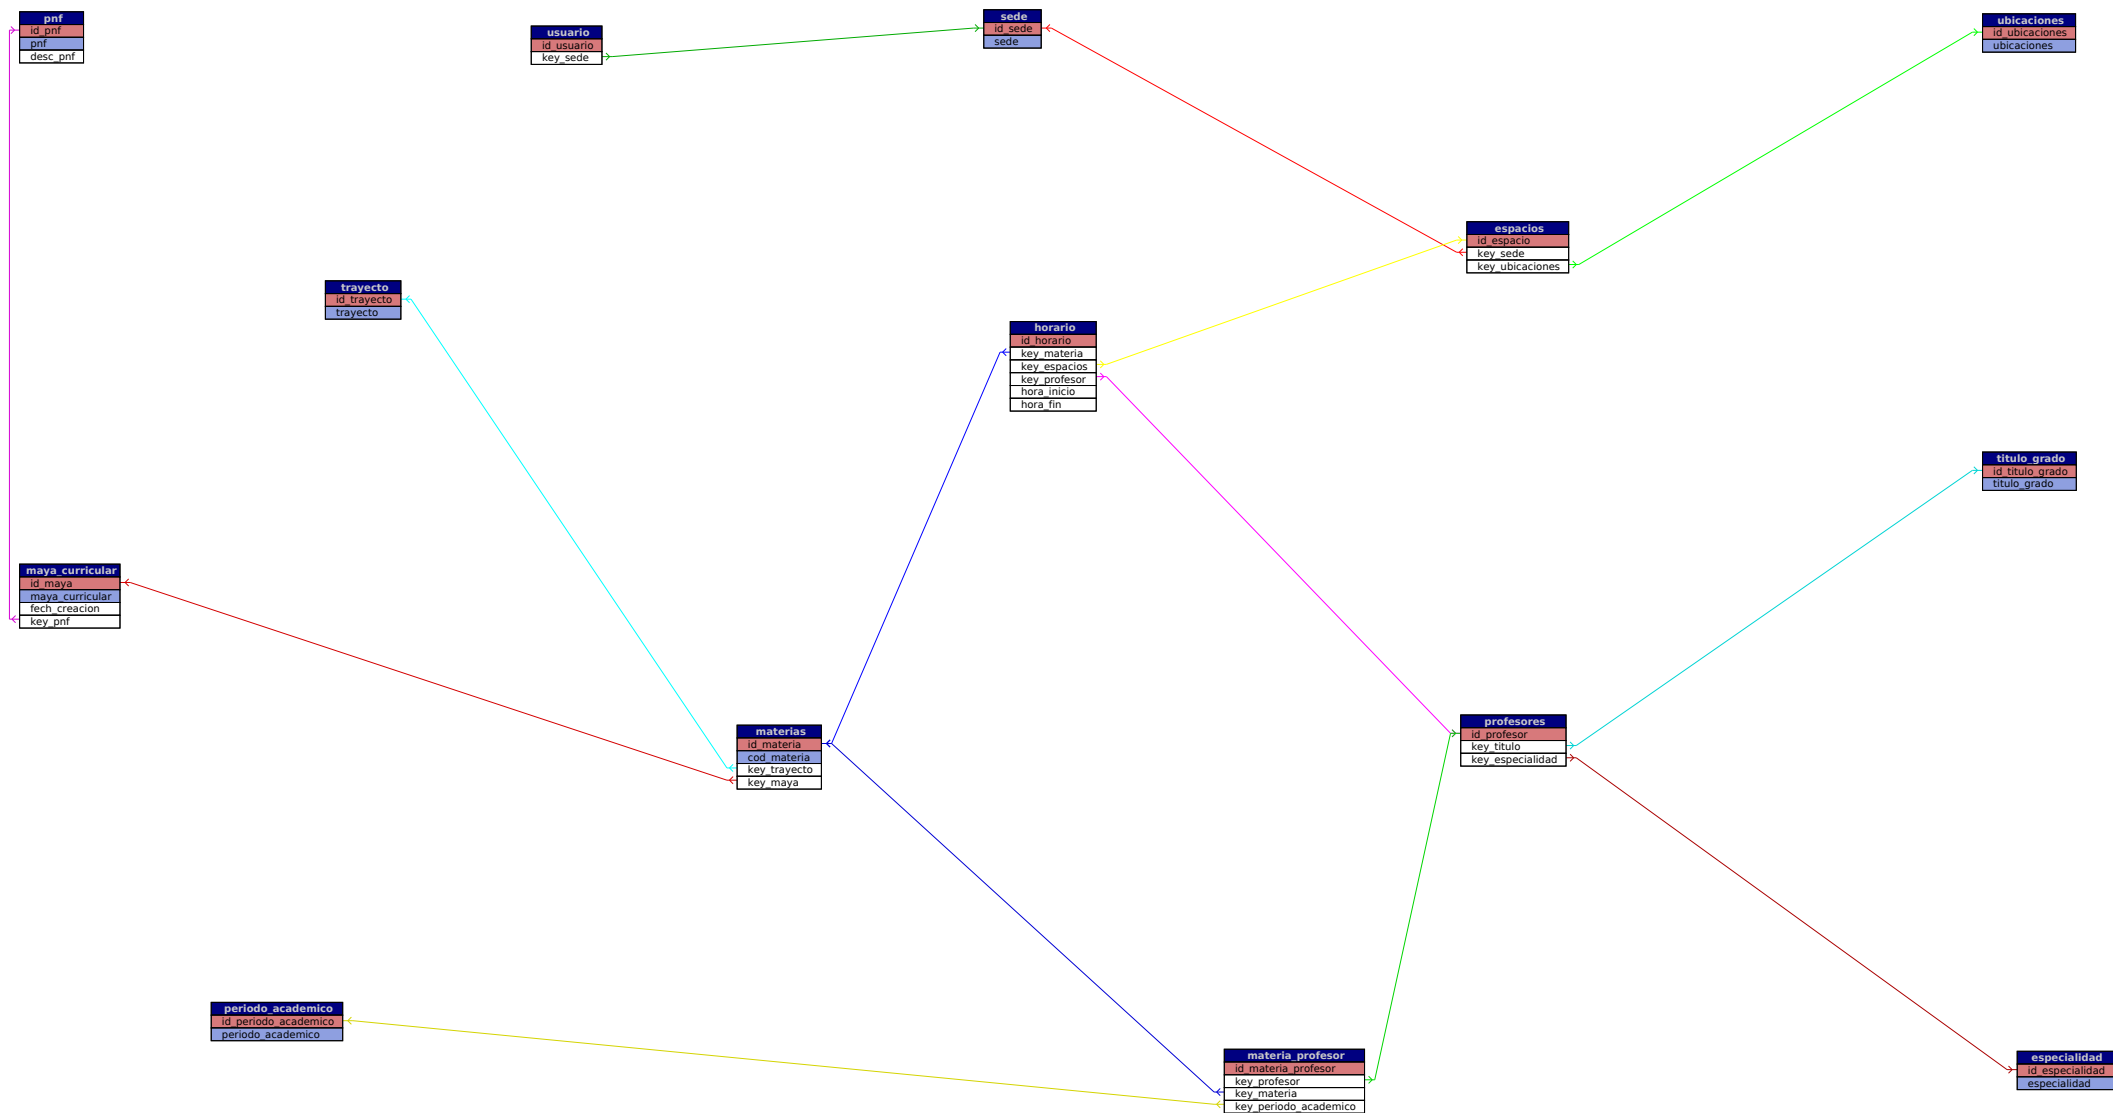 pnf
id_pnf
pnf
desc_pnf
usuario
id_usuario
key_sede
sede
id_sede
sede
ubicaciones
id_ubicaciones
ubicaciones
espacios
id_espacio
key_sede
key_ubicaciones
trayecto
id_trayecto
trayecto
horario
id_horario
key_materia
key_espacios
key_profesor
hora_inicio
hora_fin
titulo_grado
id_titulo_grado
titulo_grado
maya_curricular
id_maya
maya_curricular
fech_creacion
key_pnf
materias
id_materia
cod_materia
key_trayecto
key_maya
profesores
id_profesor
key_titulo
key_especialidad
periodo_academico
id_periodo_academico
periodo_academico
materia_profesor
id_materia_profesor
key_profesor
key_materia
key_periodo_academico
especialidad
id_especialidad
especialidad